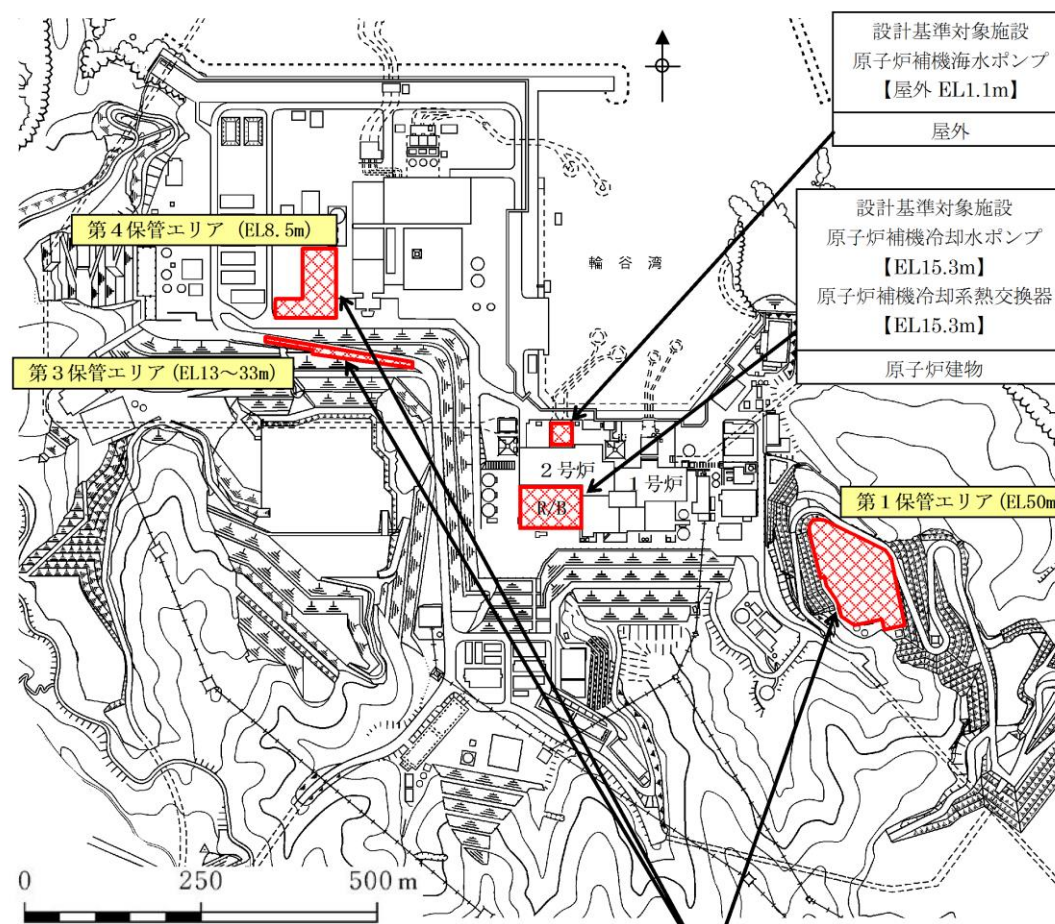 設計基準対象施設
原子炉補機海水ポンプ
【屋外 EL1.1m】
屋外
設計基準対象施設
原子炉補機冷却水ポンプ
【EL15.3m】
原子炉補機冷却系熱交換器
【EL15.3m】
原子炉建物
第4保管エリア (EL8.5m)
輪谷湾
第3保管エリア (EL13～33m)
2号炉
1号炉
R/B
第1保管エリア (EL50m
0 250 500 m